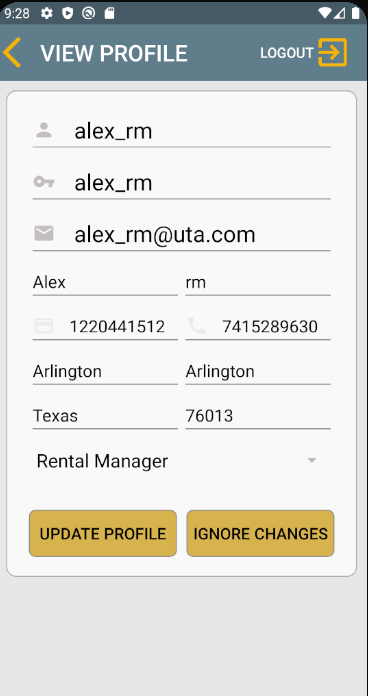 9:28
VIEW PROFILE LOGOUT
alex_rm
alex_rm
alex_rm@uta.com
Alex rm
1220441512 7415289630
Arlington Arlington
Texas 76013
Rental Manager
UPDATE PROFILE IGNORE CHANGES